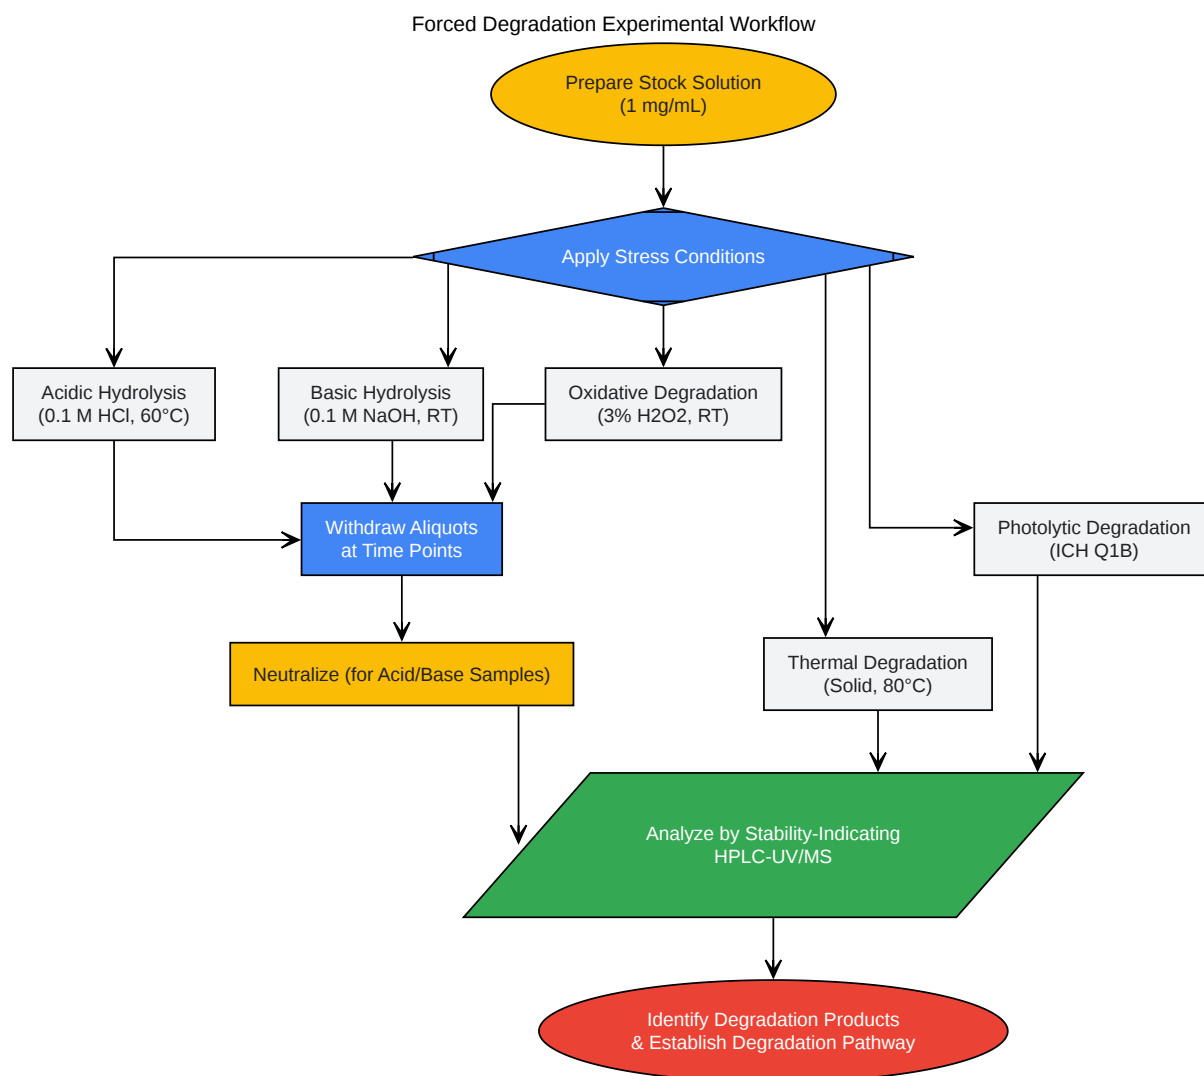 Forced Degradation Experimental Workflow
Prepare Stock Solution
(1 mg/mL)
Apply Stress Conditions
Acidic Hydrolysis
(0.1 M HCl, 60°C)
Basic Hydrolysis
(0.1 M NaOH, RT)
Oxidative Degradation
(3% H2O2, RT)
Withdraw Aliquots
at Time Points
Photolytic Degradation
(ICH Q1B)
Neutralize (for Acid/Base Samples)
Thermal Degradation
(Solid, 80°C)
Analyze by Stability-Indicating
HPLC-UV/MS
Identify Degradation Products
& Establish Degradation Pathway